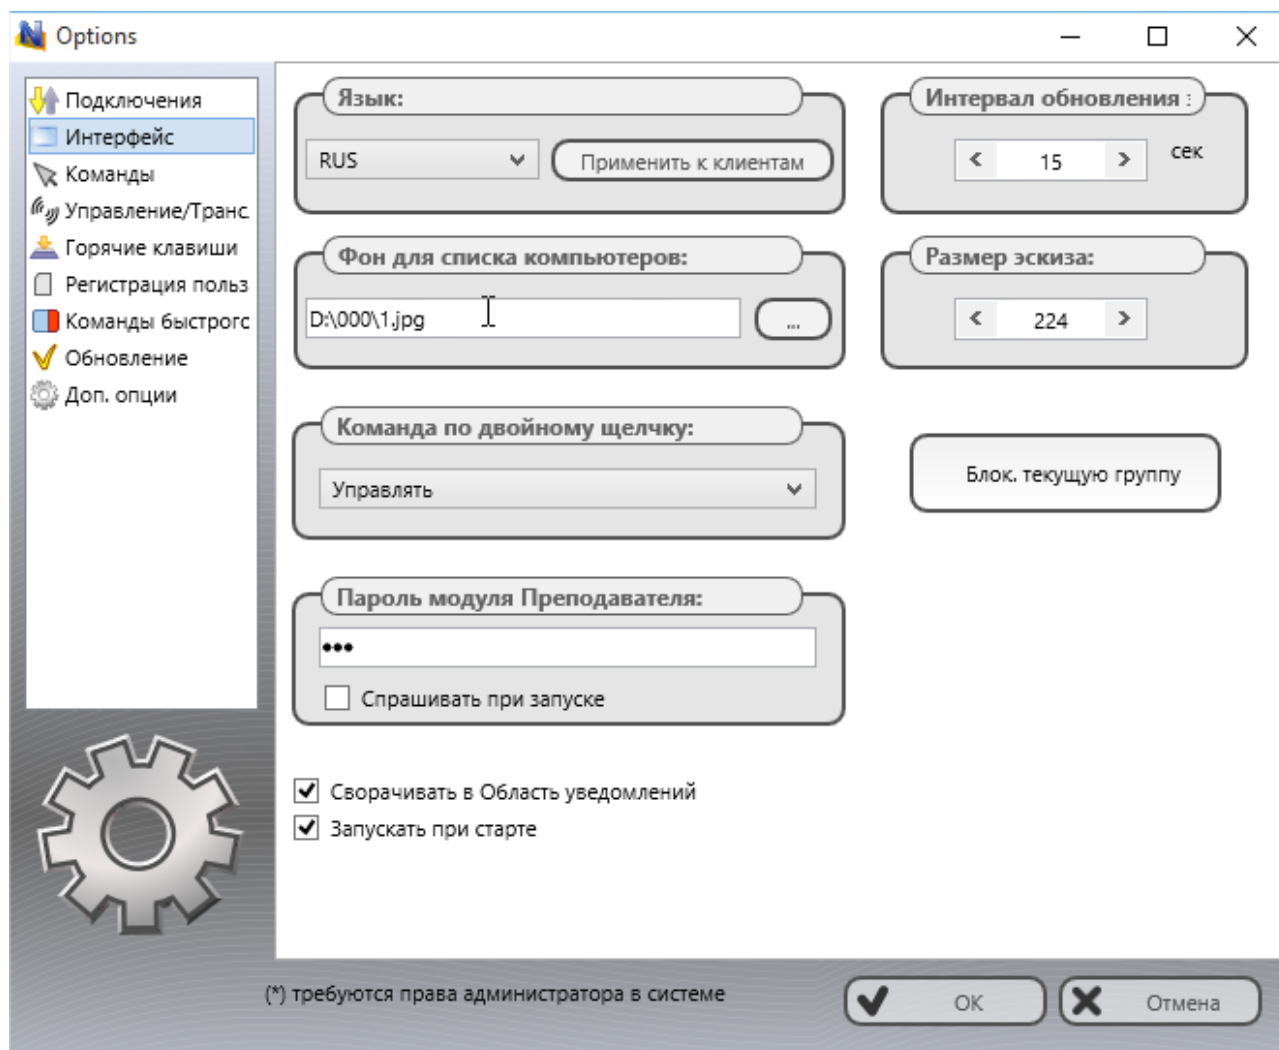 Options
Подключения
Интерфейс
Команды
Управление/Транс
Горячие клавиши
Регистрация польз
Команды быстрого
Обновление
Доп. опции
Язык:
RUS
Применить к клиентам
Интервал обновления :
15
сек
Фон для списка компьютеров:
D:\000\1.jpg
...
Размер эскиза:
224
Команда по двойному щелчку:
Управлять
Блок. текущую группу
Пароль модуля Преподавателя:
•••
Спрашивать при запуске
Сворачивать в Область уведомлений
Запускать при старте
(*) требуются права администратора в системе
ОК
Отмена